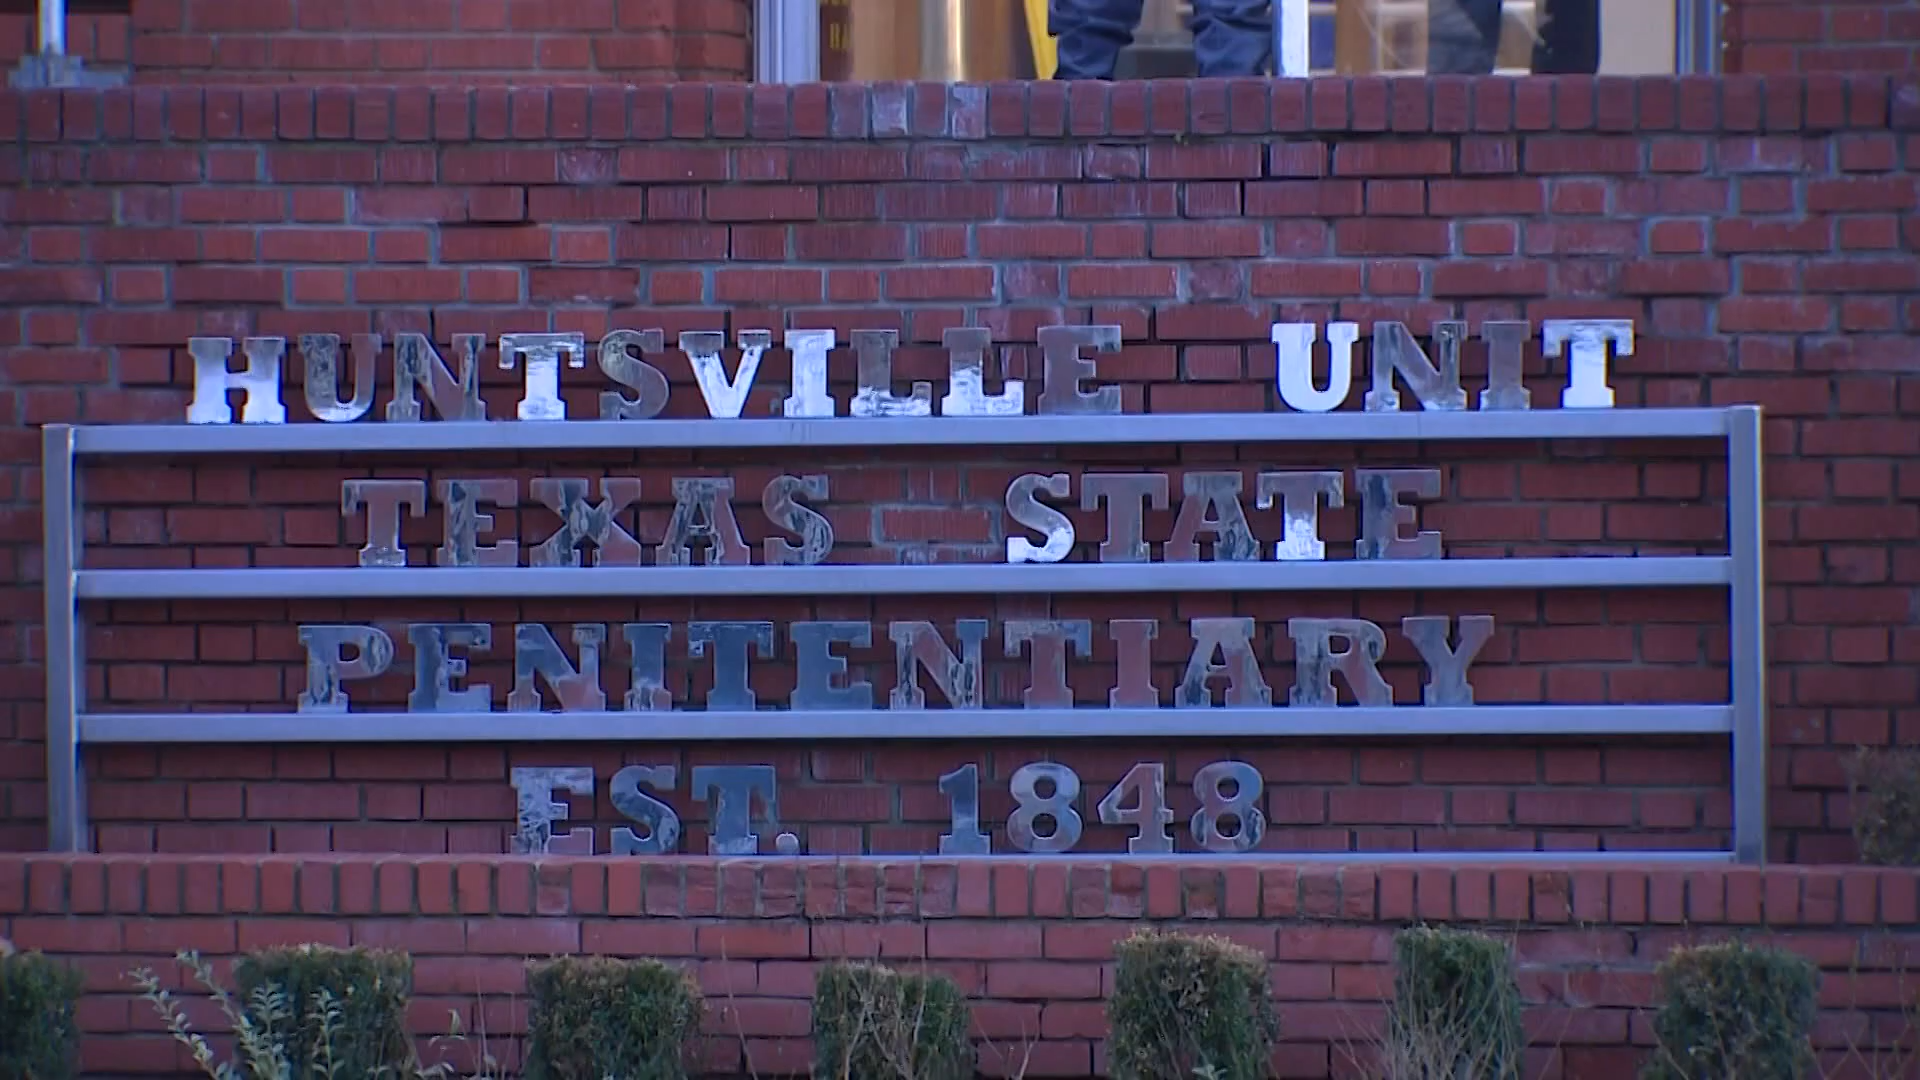 HUNTSVILLE UNIT
TEXAS STATE
PENITENTIARY
EST. 1848